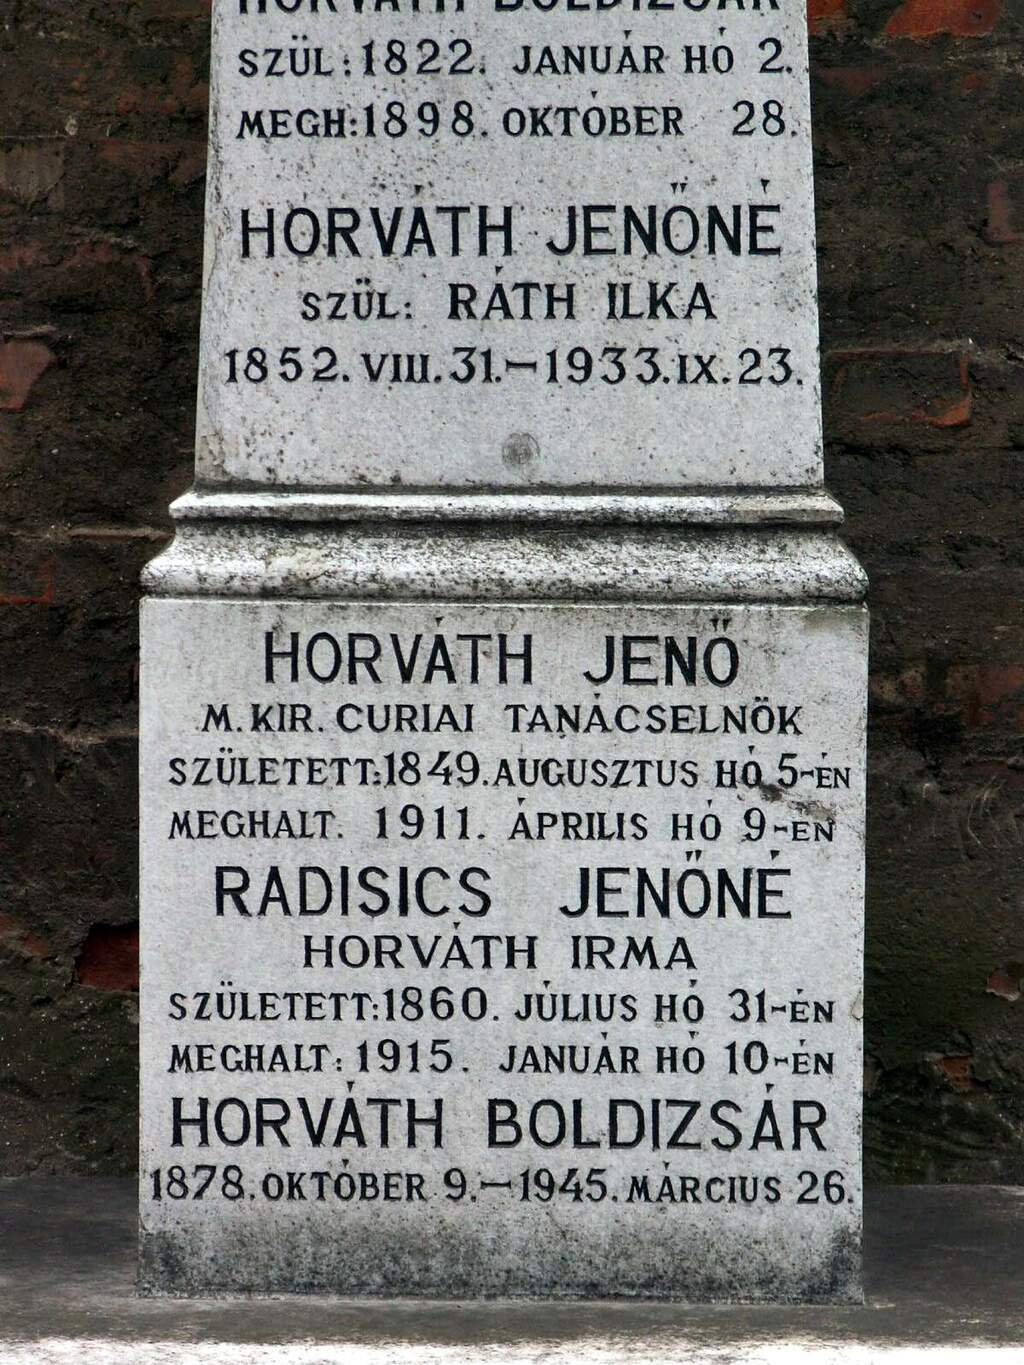 HORVÁTH BOLDIZSÁR
SZÜL: 1822. JANUÁR HÓ 2.
MEGH: 1898. OKTÓBER 28.
HORVÁTH JENŐNÉ
SZÜL: RÁTH ILKA
1852. VIII. 31. – 1933. IX. 23.
HORVÁTH JENŐ
M. KIR. CURIAI TANÁCSELNÖK
SZÜLETETT: 1849. AUGUSZTUS HÓ 5-ÉN
MEGHALT. 1911. ÁPRILIS HÓ 9-ÉN
RADISICS JENŐNÉ
HORVÁTH IRMA
SZÜLETETT: 1860. JÚLIUS HÓ 31-ÉN
MEGHALT: 1915. JANUÁR HÓ 10-ÉN
HORVÁTH BOLDIZSÁR
1878. OKTÓBER 9. – 1945. MÁRCIUS 26.